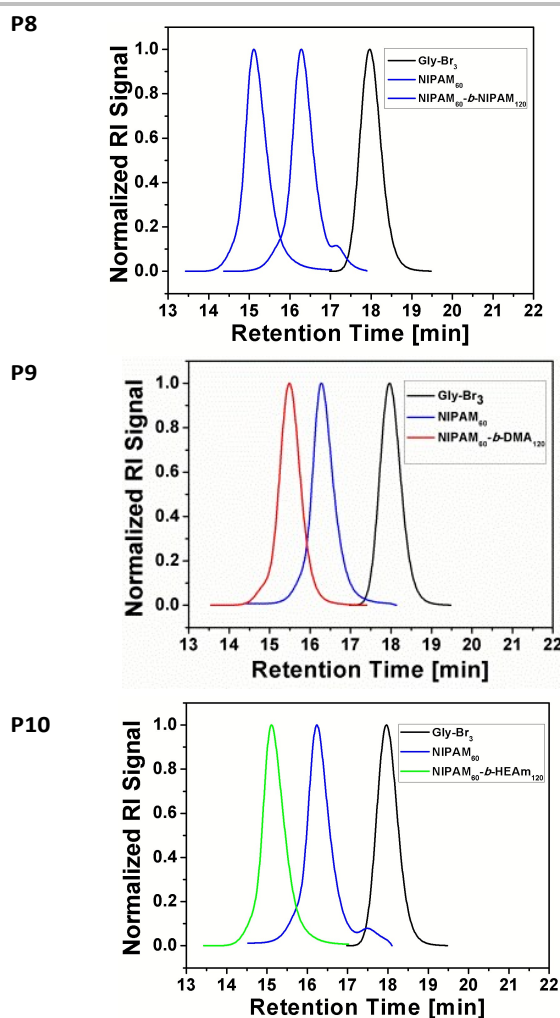 P8
Normalized RI Signal
1.0
0.8
0.6
0.4
0.2
0.0
Gly-Br₃
NIPAM₆₀
NIPAM₆₀-b-NIPAM₁₂₀
13 14 15 16 17 18 19 20 21 22
Retention Time [min]
P9
Normalized RI Signal
1.0
0.8
0.6
0.4
0.2
0.0
Gly-Br₃
NIPAM₆₀
NIPAM₆₀-b-DMA₁₂₀
13 14 15 16 17 18 19 20 21 22
Retention Time [min]
P10
Normalized RI Signal
1.0
0.8
0.6
0.4
0.2
0.0
Gly-Br₃
NIPAM₆₀
NIPAM₆₀-b-HEAm₁₂₀
13 14 15 16 17 18 19 20 21 22
Retention Time [min]